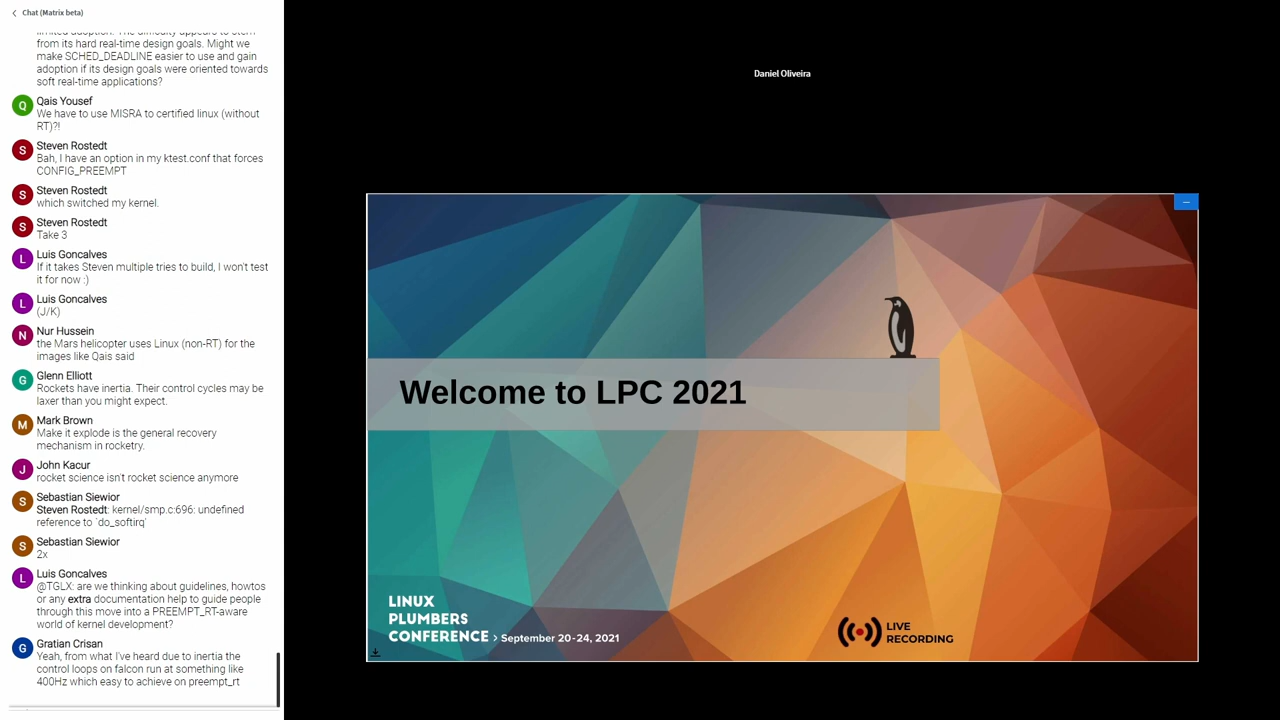 Chat (Matrix beta)
limited adoption. The difficulty appears to stem
from its hard real-time design goals. Might we
make SCHED_DEADLINE easier to use and gain
adoption if its design goals were oriented towards
soft real-time applications?
Q
Qais Yousef
We have to use MISRA to certified linux (without
RT)?!
S
Steven Rostedt
Bah, I have an option in my ktest.conf that forces
CONFIG_PREEMPT
S
Steven Rostedt
which switched my kernel.
S
Steven Rostedt
Take 3
L
Luis Goncalves
If it takes Steven multiple tries to build, I won't test
it for now :)
L
Luis Goncalves
(J/K)
N
Nur Hussein
the Mars helicopter uses Linux (non-RT) for the
images like Qais said
G
Glenn Elliott
Rockets have inertia. Their control cycles may be
laxer than you might expect.
M
Mark Brown
Make it explode is the general recovery
mechanism in rocketry.
J
John Kacur
rocket science isn't rocket science anymore
S
Sebastian Siewior
Steven Rostedt: kernel/smp.c:696: undefined
reference to `do_softirq'
S
Sebastian Siewior
2x
L
Luis Goncalves
@TGLX: are we thinking about guidelines, howtos
or any extra documentation help to guide people
through this move into a PREEMPT_RT-aware
world of kernel development?
G
Gratian Crisan
Yeah, from what I've heard due to inertia the
control loops on falcon run at something like
400Hz which easy to achieve on preempt_rt
Daniel Oliveira
Welcome to LPC 2021
LINUX
PLUMBERS
CONFERENCE > September 20-24, 2021
LIVE
RECORDING